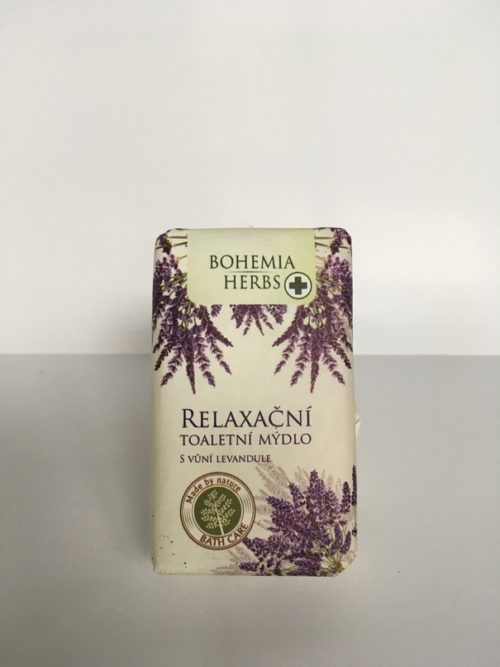 BOHEMIA
HERBS
RELAXAČNÍ
TOALETNÍ MÝDLO
S VŮNÍ LEVANDULE
Made by nature
BATH CARE